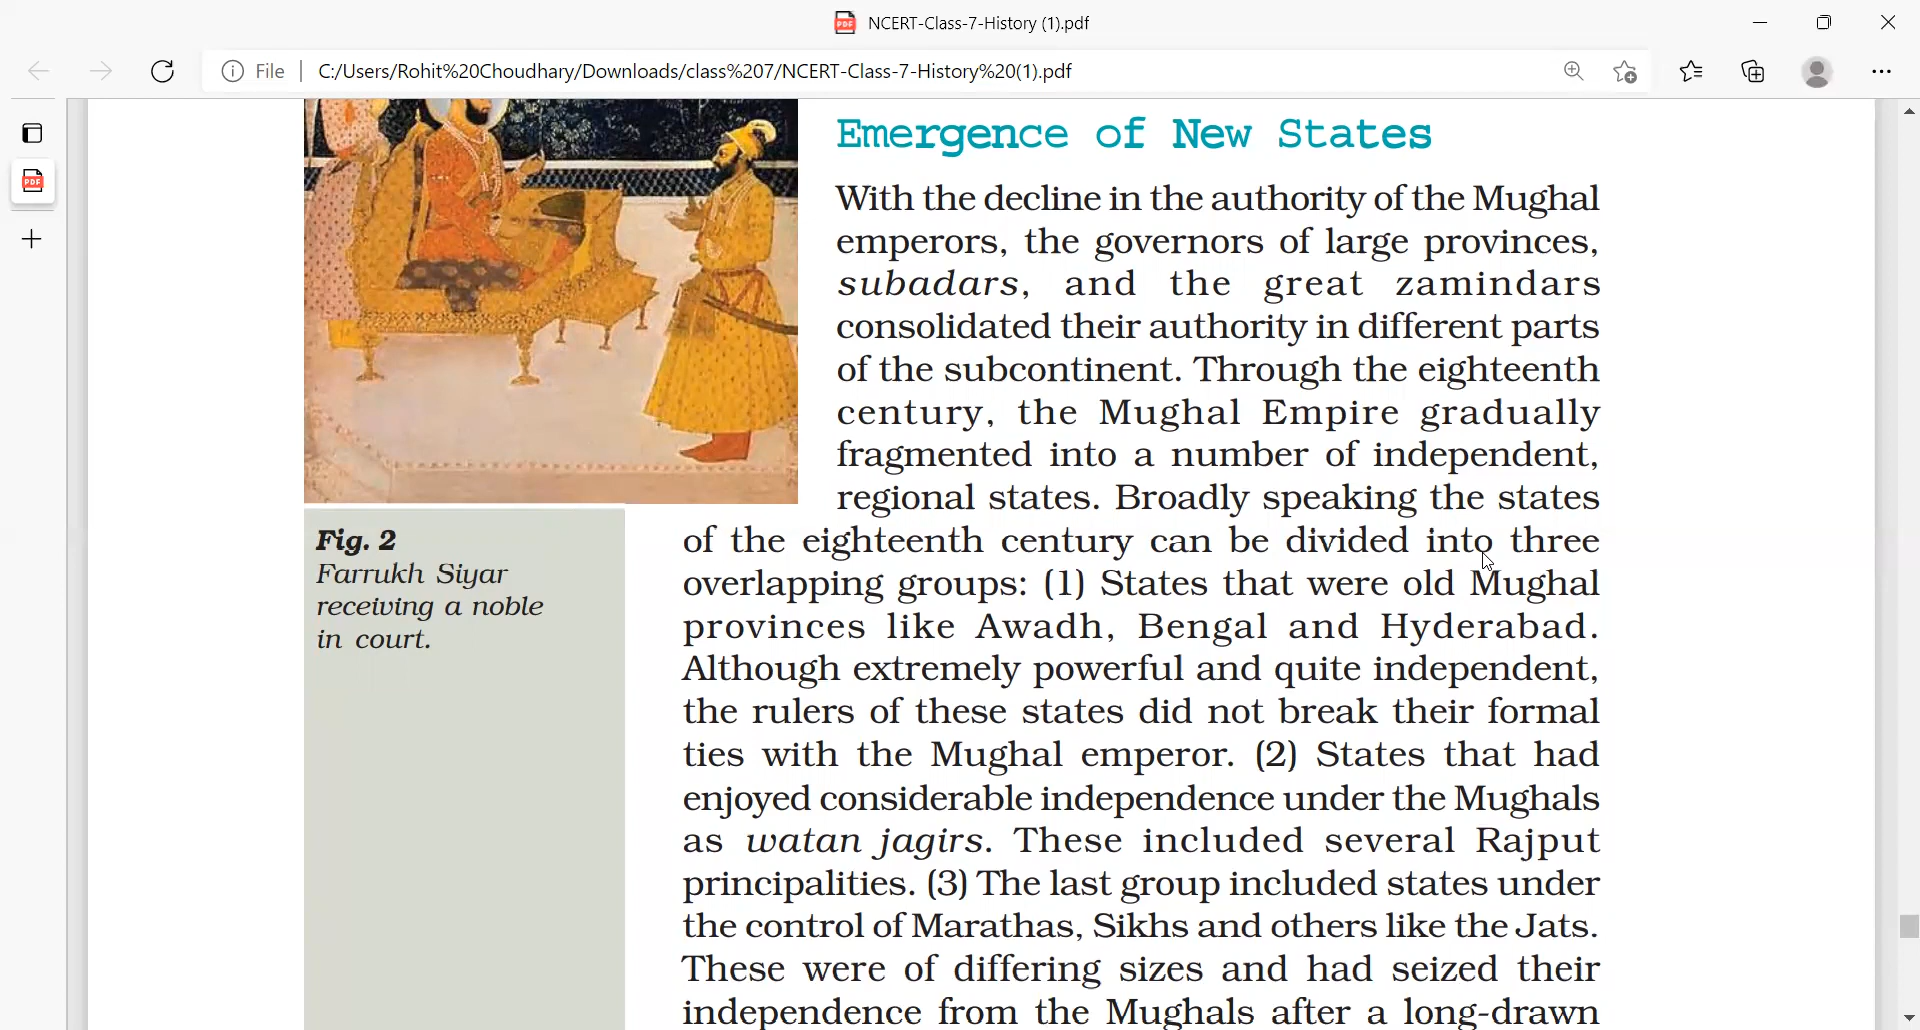 NCERT-Class-7-History (1).pdf
File
C:/Users/Rohit%20Choudhary/Downloads/class%207/NCERT-Class-7-History%20(1).pdf
PDF
Emergence of New States
With the decline in the authority of the Mughal
emperors, the governors of large provinces,
subadars, and the great zamindars
consolidated their authority in different parts
of the subcontinent. Through the eighteenth
century, the Mughal Empire gradually
fragmented into a number of independent,
regional states. Broadly speaking the states
of the eighteenth century can be divided into three
overlapping groups: (1) States that were old Mughal
provinces like Awadh, Bengal and Hyderabad.
Although extremely powerful and quite independent,
the rulers of these states did not break their formal
ties with the Mughal emperor. (2) States that had
enjoyed considerable independence under the Mughals
as watan jagirs. These included several Rajput
principalities. (3) The last group included states under
the control of Marathas, Sikhs and others like the Jats.
These were of differing sizes and had seized their
independence from the Mughals after a long-drawn
Fig. 2
Farrukh Siyar
receiving a noble
in court.